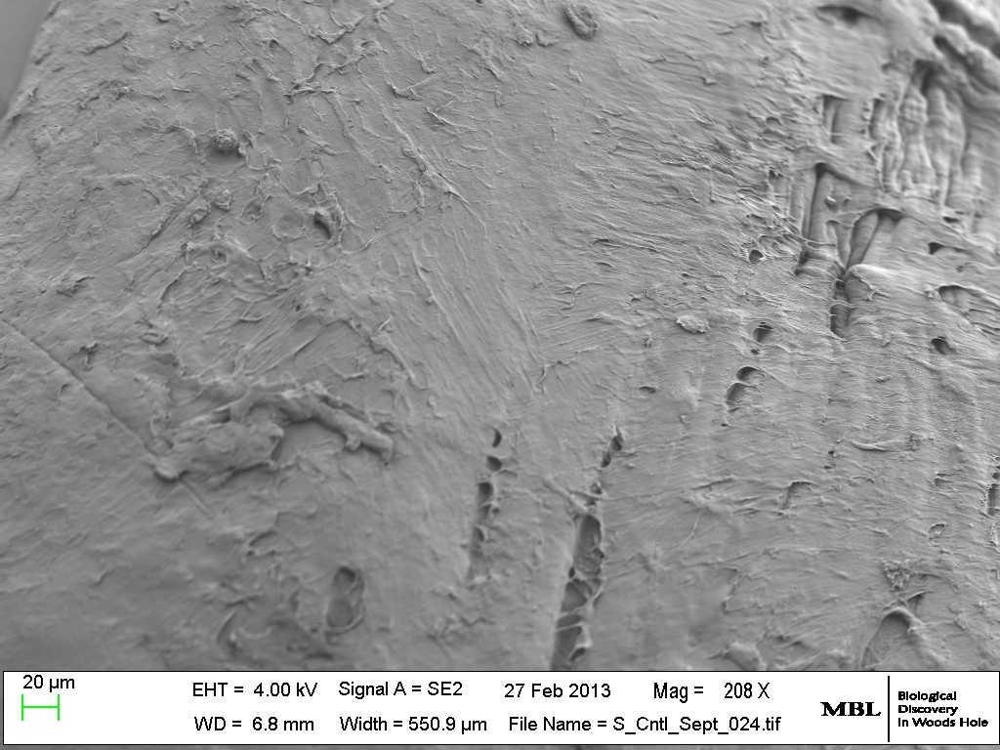 20 µm
EHT = 4.00 kV Signal A = SE2 27 Feb 2013 Mag = 208 X
WD = 6.8 mm Width = 550.9 µm File Name = S_Cntl_Sept_024.tif
MBL
Biological
Discovery
in Woods Hole